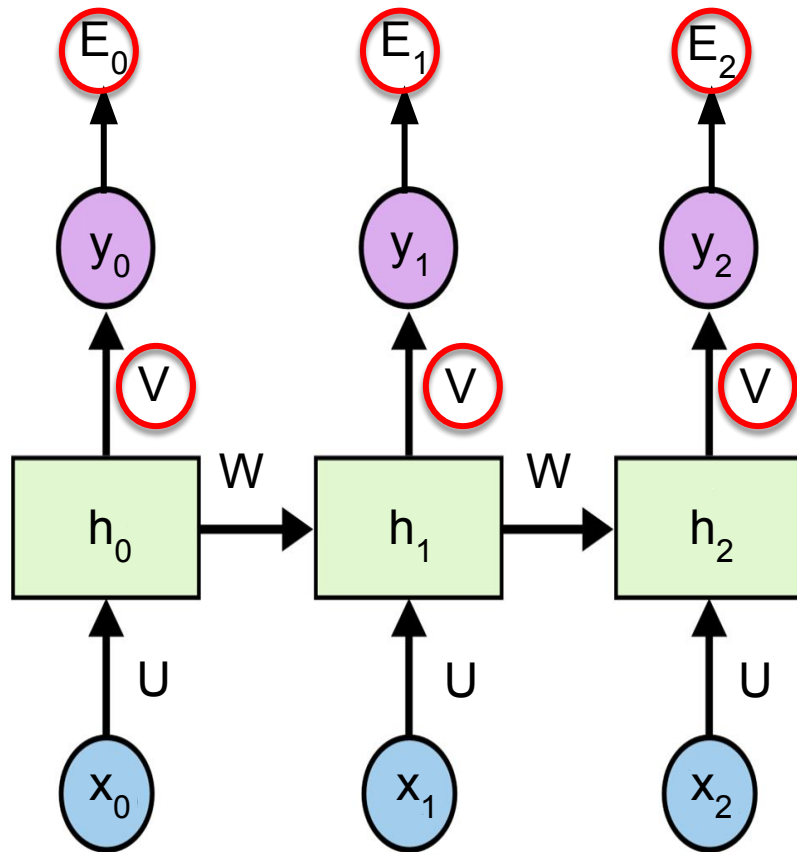 E₀ E₁ E₂
y₀ y₁ y₂
V V V
W W
h₀ h₁ h₂
U U U
x₀ x₁ x₂